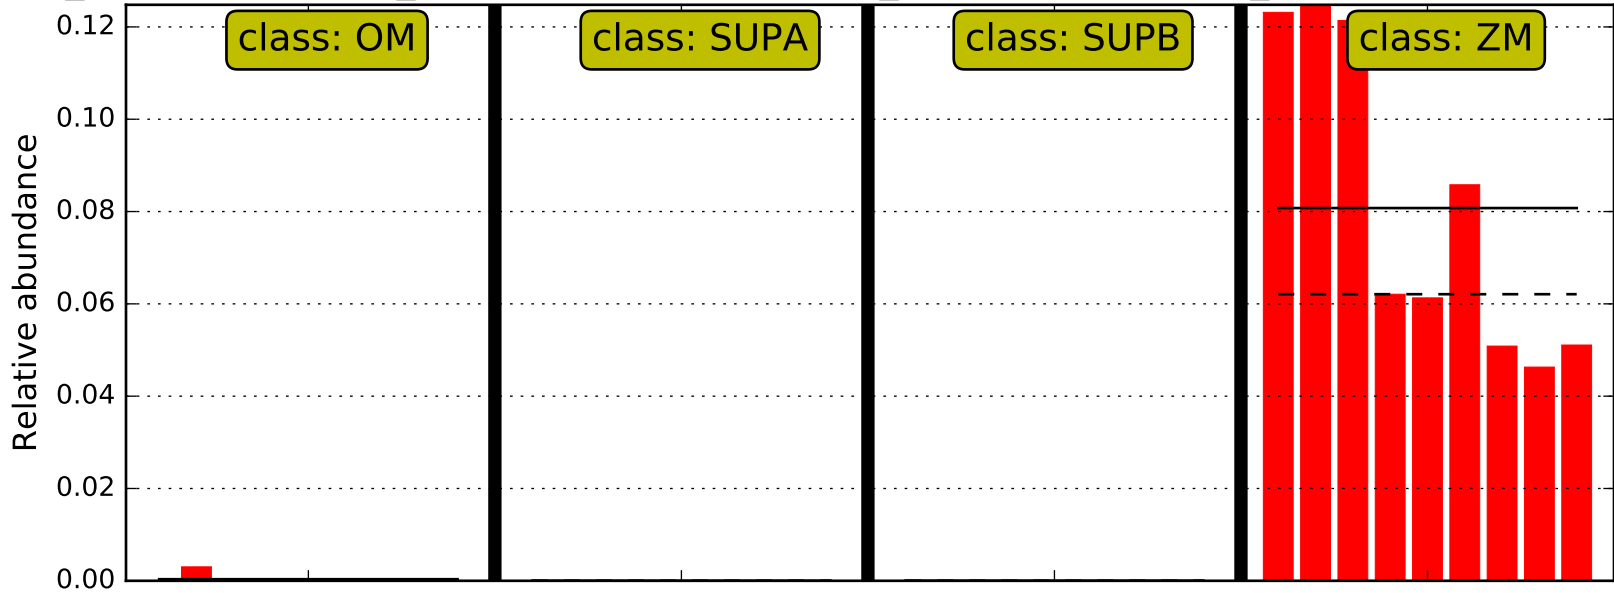 class: OM
class: SUPA
class: SUPB
class: ZM
Relative abundance
0.12
0.10
0.08
0.06
0.04
0.02
0.00